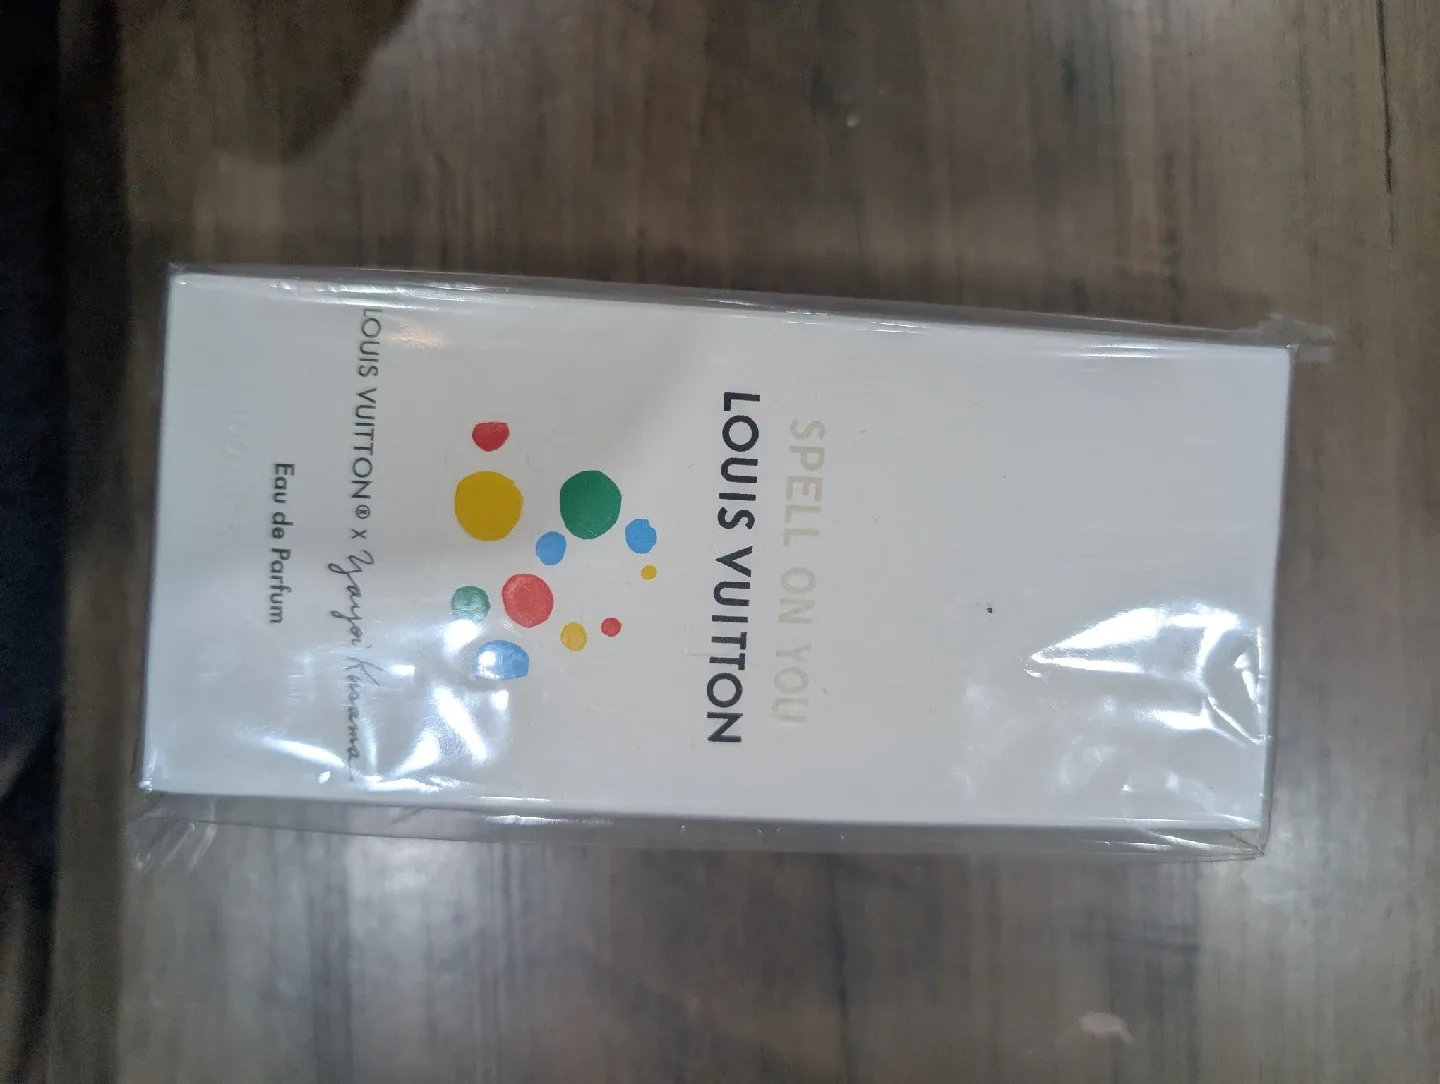 SPELL ON YOU
LOUIS VUITTON
LOUIS VUITTON® x Yayoi Kusama
Eau de Parfum